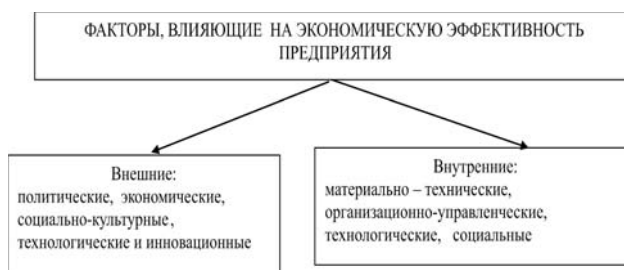 ФАКТОРЫ, ВЛИЯЮЩИЕ НА ЭКОНОМИЧЕСКУЮ ЭФФЕКТИВНОСТЬ
ПРЕДПРИЯТИЯ
Внешние:
политические, экономические,
социально-культурные,
технологические и инновационные
Внутренние:
материально – технические,
организационно-управленческие,
технологические, социальные